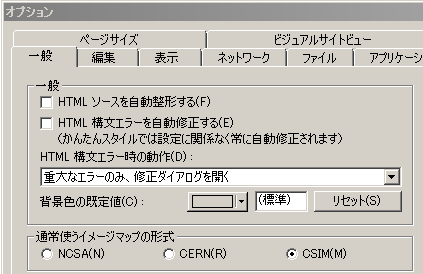 オプション
ページサイズ ビジュアルサイトビュー
一般 編集 表示 ネットワーク ファイル アプリケーシ
一般
HTML ソースを自動整形する(F)
HTML 構文エラーを自動修正する(E)
(かんたんスタイルでは設定に関係なく常に自動修正されます)
HTML 構文エラー時の動作(D):
重大なエラーのみ、修正ダイアログを開く
背景色の既定値(C): (標準) リセット(S)
通常使うイメージマップの形式
NCSA(N) CERN(R) CSIM(M)